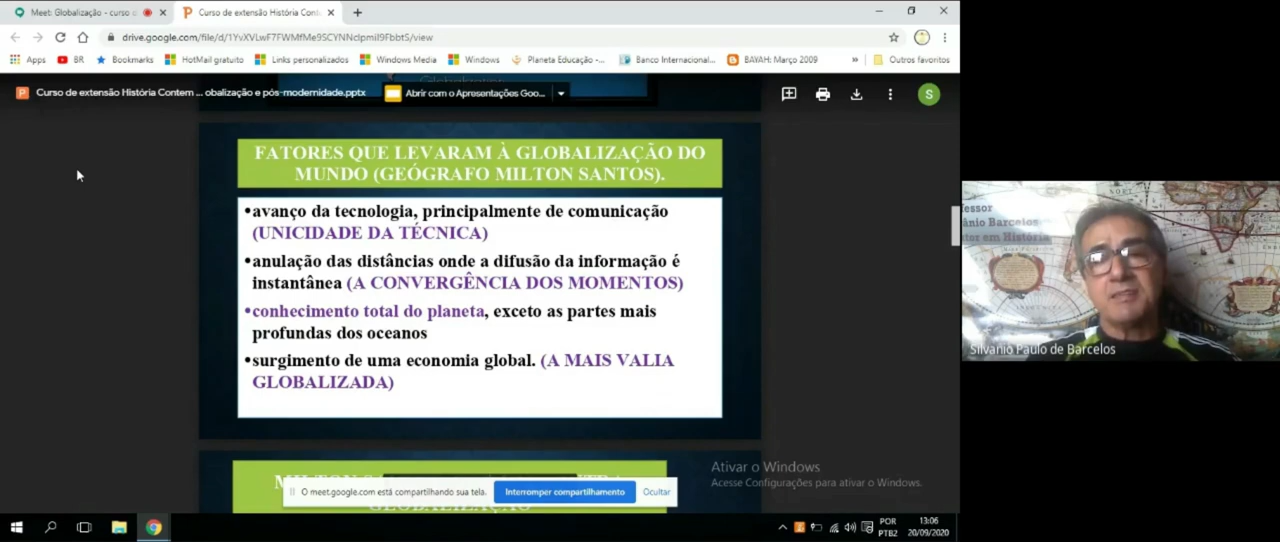 Meet: Globalização - curso
Curso de extensão História Cont
drive.google.com/file/d/1YvXVLwF7FWMfMe9SCYNNclpmiI9FbbtS/view
Apps
BR
Bookmarks
HotMail gratuito
Links personalizados
Windows Media
Windows
Planeta Educação -...
Banco Internacional...
BAYAH: Março 2009
»
Outros favoritos
Curso de extensão História Contem ... obalização e pós-modernidade.pptx
Abrir com o Apresentações Goo...
S
FATORES QUE LEVARAM À GLOBALIZAÇÃO DO
MUNDO (GEÓGRAFO MILTON SANTOS).
•avanço da tecnologia, principalmente de comunicação
(UNICIDADE DA TÉCNICA)
•anulação das distâncias onde a difusão da informação é
instantânea (A CONVERGÊNCIA DOS MOMENTOS)
•conhecimento total do planeta, exceto as partes mais
profundas dos oceanos
•surgimento de uma economia global. (A MAIS VALIA
GLOBALIZADA)
Silvanio Paulo de Barcelos
Ativar o Windows
Acesse Configurações para ativar o Windows.
O meet.google.com está compartilhando sua tela.
Interromper compartilhamento
Ocultar
POR
PTB2
13:06
20/09/2020